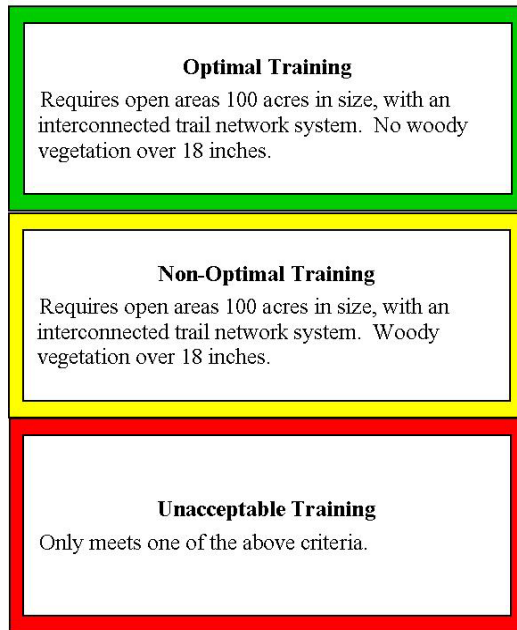 Optimal Training
Requires open areas 100 acres in size, with an
interconnected trail network system.  No woody
vegetation over 18 inches.
Non-Optimal Training
Requires open areas 100 acres in size, with an
interconnected trail network system.  Woody
vegetation over 18 inches.
Unacceptable Training
Only meets one of the above criteria.